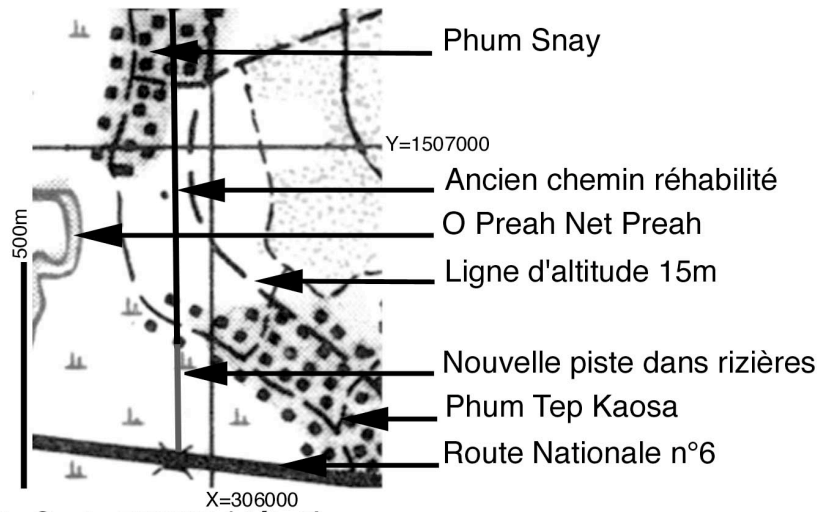 Phum Snay
Y=1507000
Ancien chemin réhabilité
O Preah Net Preah
Ligne d'altitude 15m
500m
Nouvelle piste dans rizières
Phum Tep Kaosa
Route Nationale n°6
X=306000